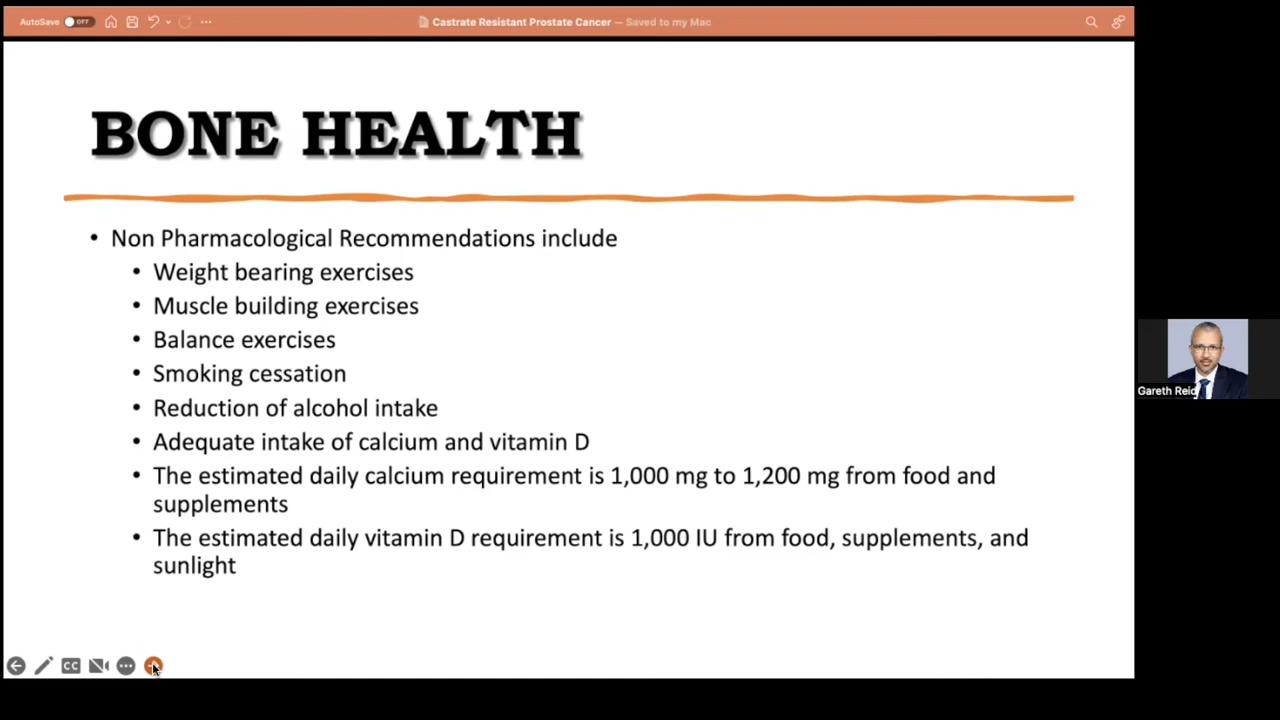 AutoSave OFF
Castrate Resistant Prostate Cancer — Saved to my Mac
BONE HEALTH
• Non Pharmacological Recommendations include
• Weight bearing exercises
• Muscle building exercises
• Balance exercises
• Smoking cessation
• Reduction of alcohol intake
• Adequate intake of calcium and vitamin D
• The estimated daily calcium requirement is 1,000 mg to 1,200 mg from food and
supplements
• The estimated daily vitamin D requirement is 1,000 IU from food, supplements, and
sunlight
Gareth Reid
CC